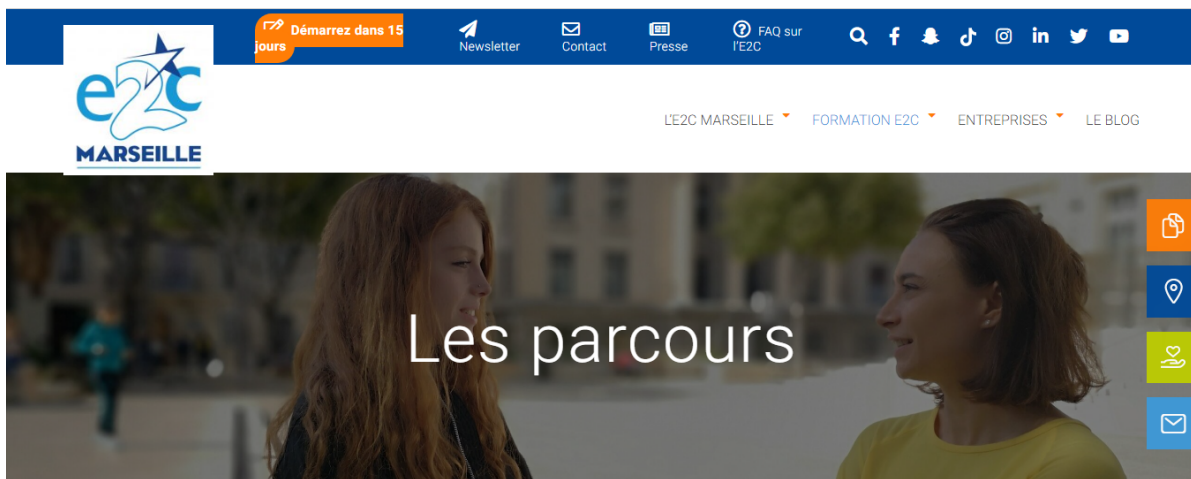 Démarrez dans 15
jours
Newsletter
Contact
Presse
FAQ sur
l'E2C
e2c
MARSEILLE
L'E2C MARSEILLE
FORMATION E2C
ENTREPRISES
LE BLOG
Les parcours